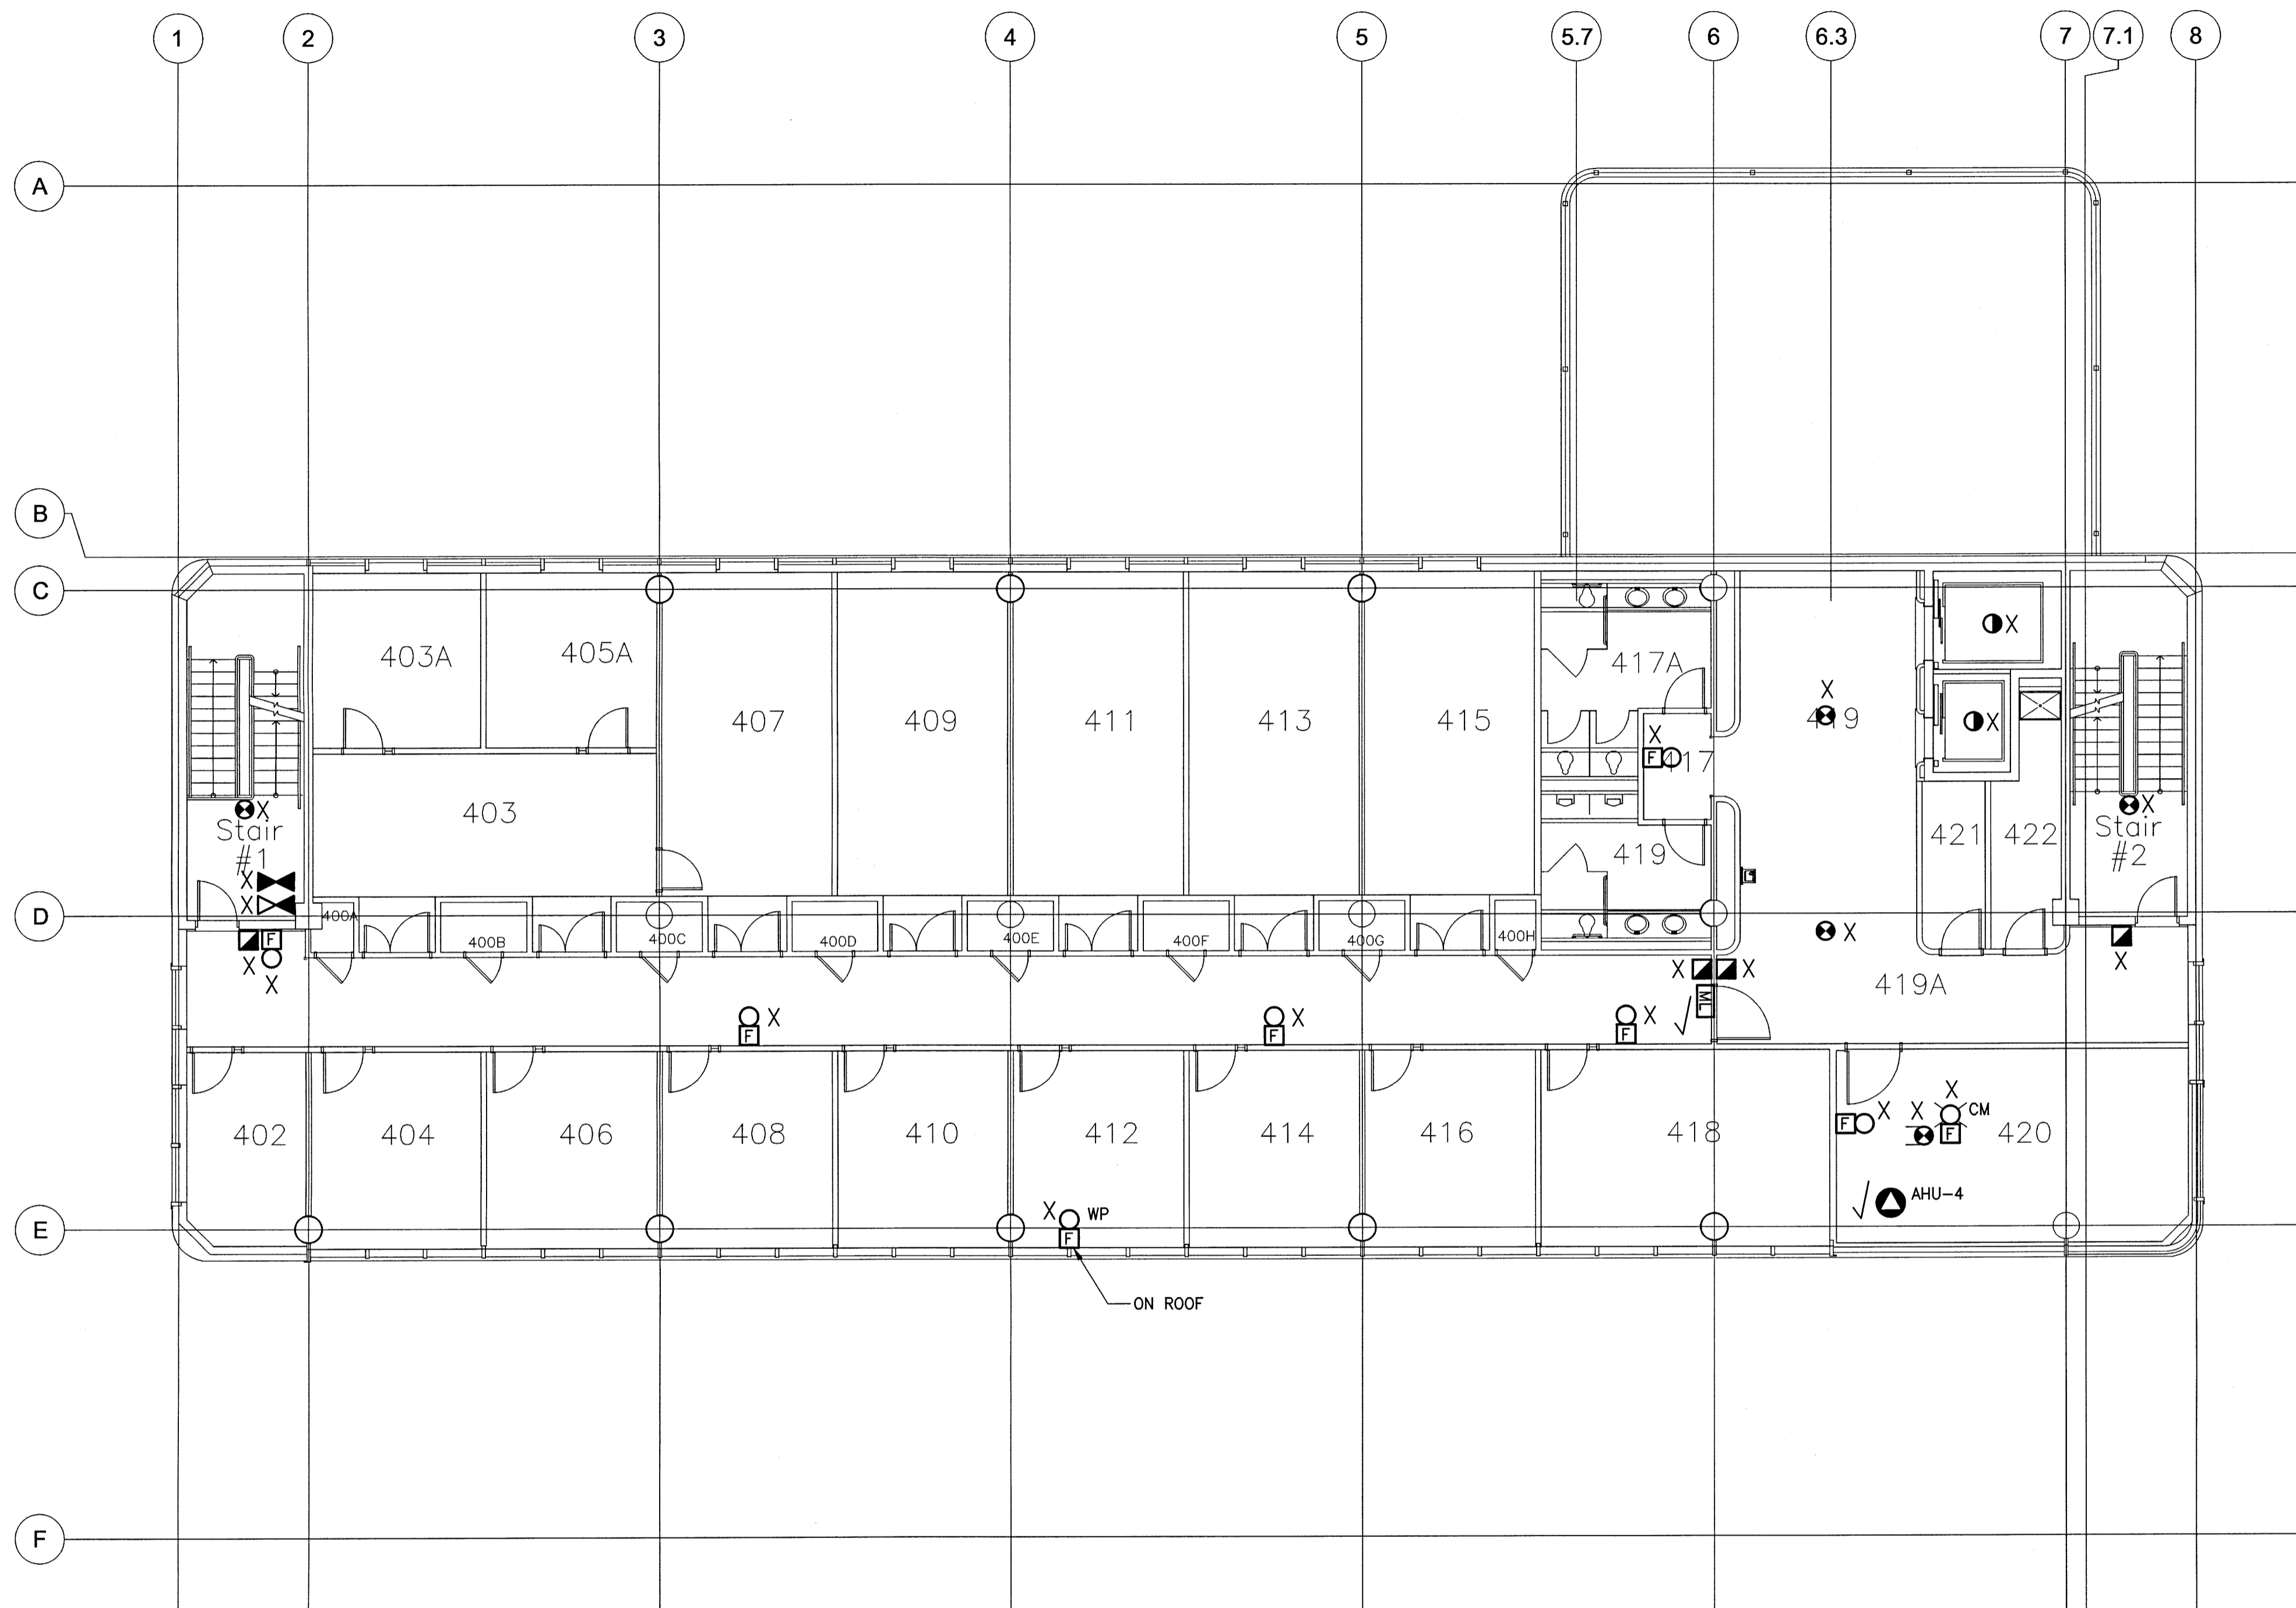 1 2 3 4 5 5.7 6 6.3 7 7.1 8
A
B
C
403A 405A 417A
X
X
407 409 411 413 415 419
X
X
F 417
403
X
X
Stair
#1
421 422
Stair
#2
419
X
X
D
400A
400B 400C 400D 400E 400F 400G 400H
F
X
X
X
X
X
X
419A
ML
F X
F X
F X
402 404 406 408 410 412 414 416 418 420
F X
X
X
CM
F
AHU-4
X
WP
F
E
ON ROOF
F